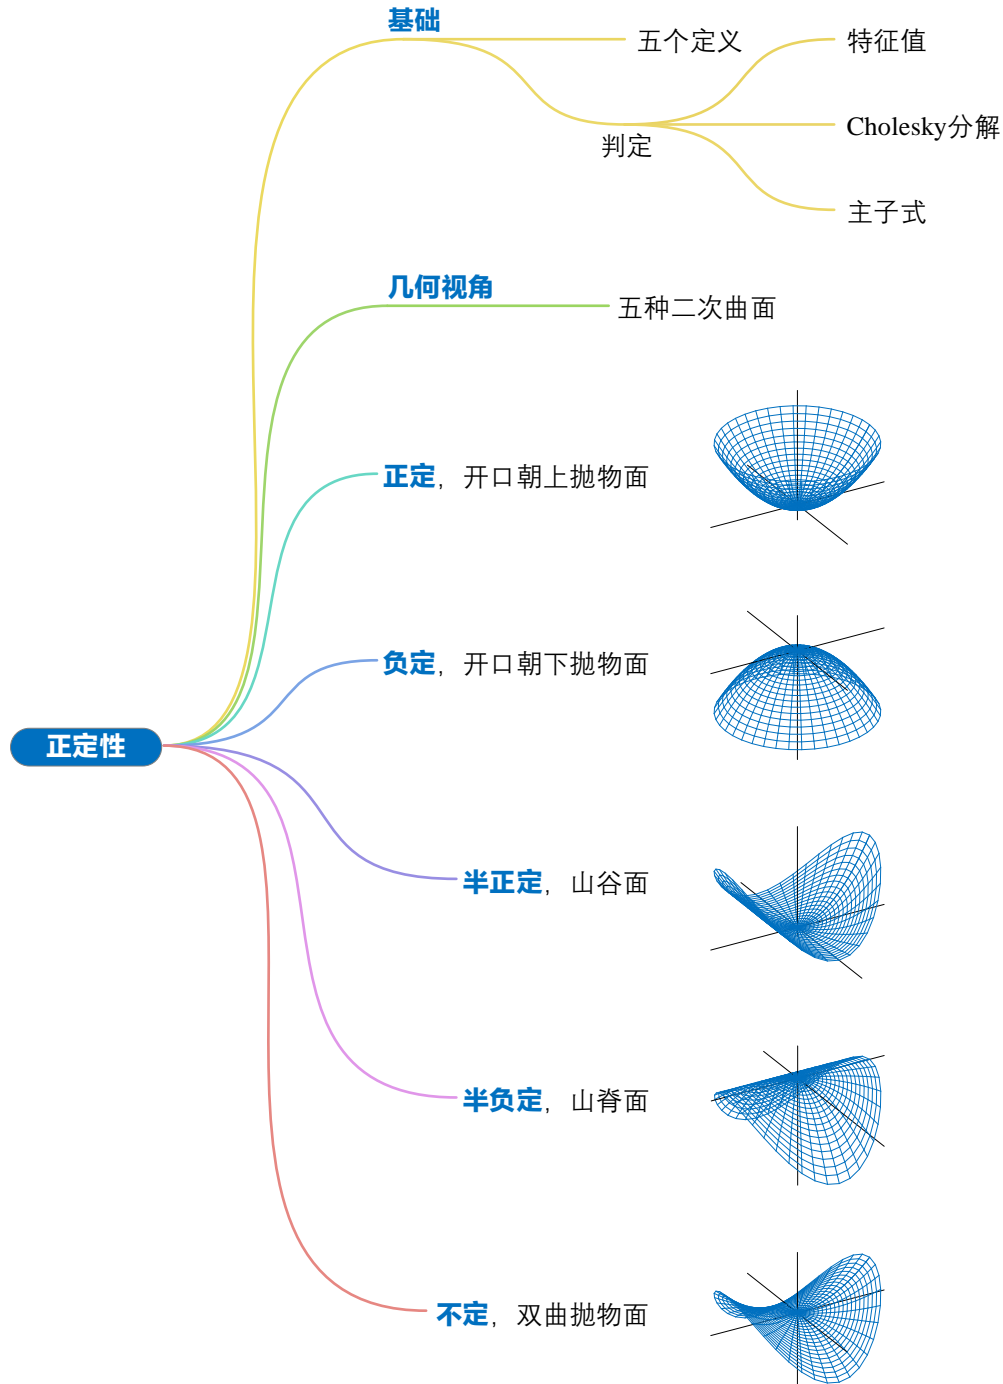 基础
五个定义
特征值
Cholesky分解
判定
主子式
几何视角
五种二次曲面
正定，开口朝上抛物面
负定，开口朝下抛物面
正定性
半正定，山谷面
半负定，山脊面
不定，双曲抛物面